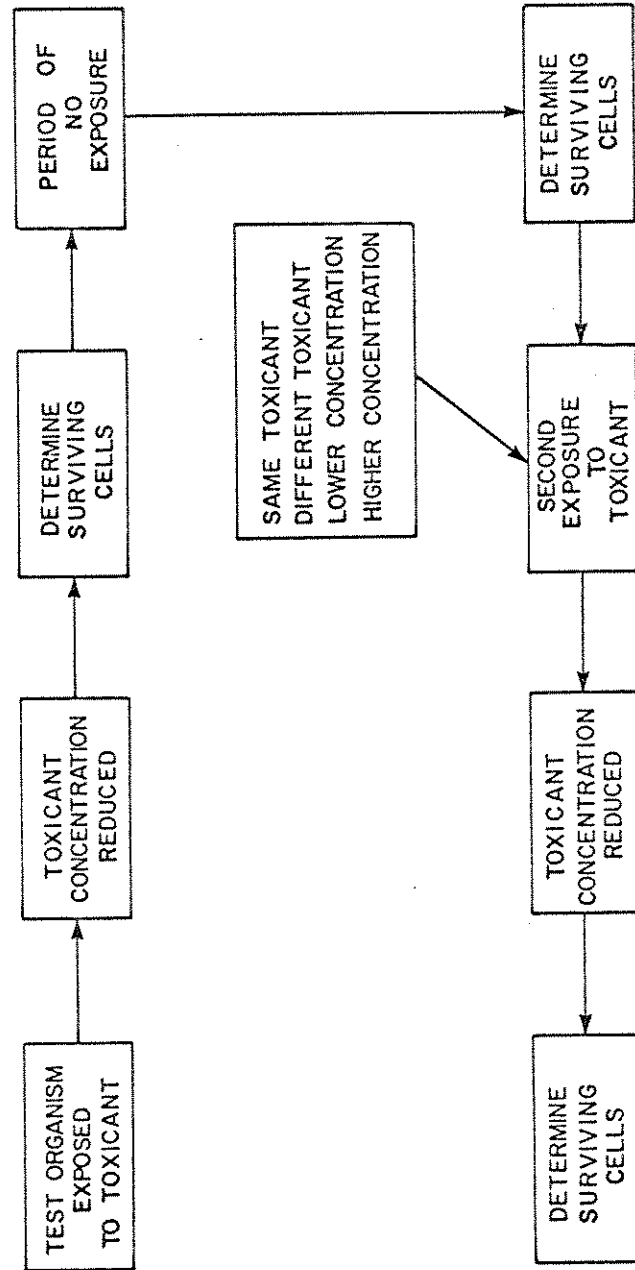 TEST ORGANISM
EXPOSED
TO TOXICANT
TOXICANT
CONCENTRATION
REDUCED
DETERMINE
SURVIVING
CELLS
PERIOD OF
NO
EXPOSURE
DETERMINE
SURVIVING
CELLS
SAME TOXICANT
DIFFERENT TOXICANT
LOWER CONCENTRATION
HIGHER CONCENTRATION
SECOND
EXPOSURE
TO
TOXICANT
TOXICANT
CONCENTRATION
REDUCED
DETERMINE
SURVIVING
CELLS